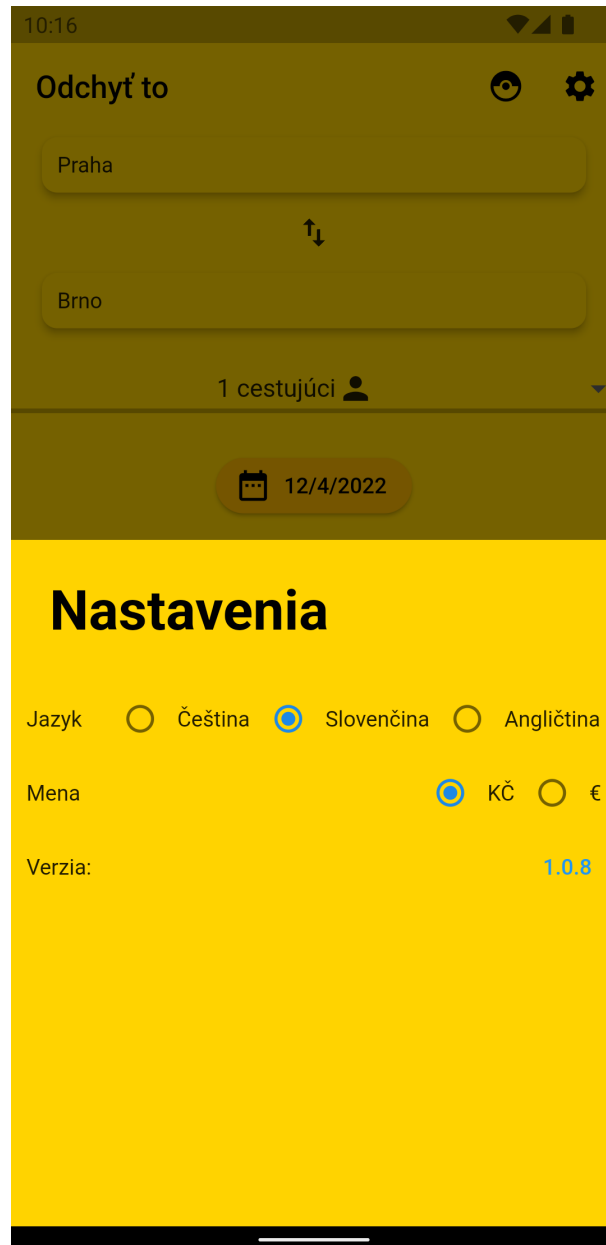 10:16
Odchyť to
Praha
Brno
1 cestujúci
12/4/2022
Nastavenia
Jazyk Čeština Slovenčina Angličtina
Mena KČ €
Verzia: 1.0.8